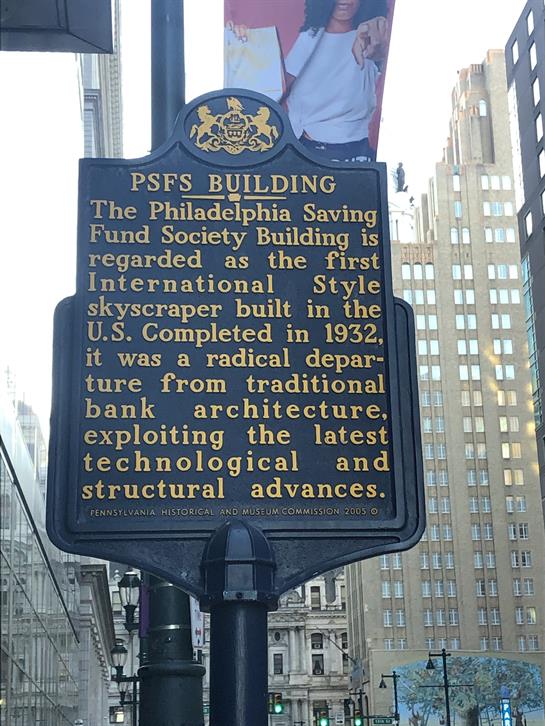 PSFS BUILDING
The Philadelphia Saving
Fund Society Building is
regarded as the first
International Style
skyscraper built in the
U.S. Completed in 1932,
it was a radical depar-
ture from traditional
bank architecture,
exploiting the latest
technological and
structural advances.
PENNSYLVANIA HISTORICAL AND MUSEUM COMMISSION 2005 ©